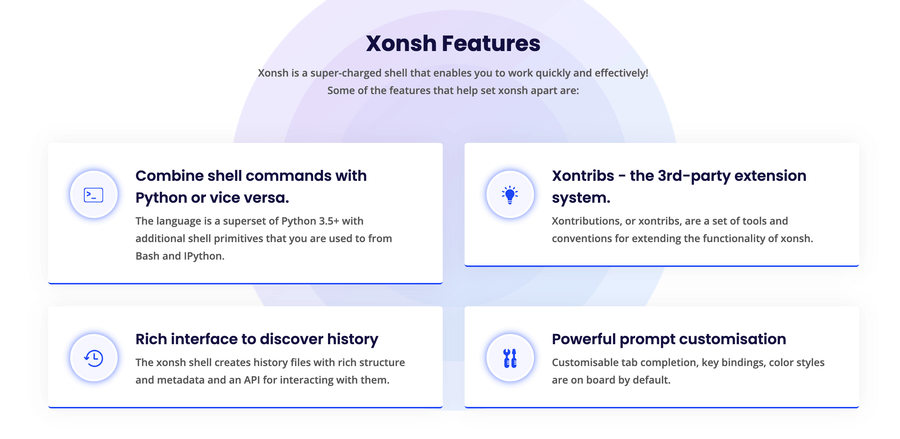 Xonsh Features
Xonsh is a super-charged shell that enables you to work quickly and effectively!
Some of the features that help set xonsh apart are:
Combine shell commands with
Python or vice versa.
The language is a superset of Python 3.5+ with
additional shell primitives that you are used to from
Bash and IPython.
Xontribs - the 3rd-party extension
system.
Xontributions, or xontribs, are a set of tools and
conventions for extending the functionality of xonsh.
Rich interface to discover history
The xonsh shell creates history files with rich structure
and metadata and an API for interacting with them.
Powerful prompt customisation
Customisable tab completion, key bindings, color styles
are on board by default.